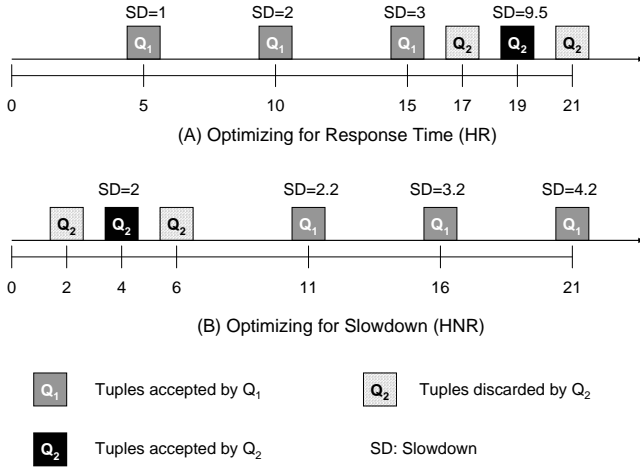 SD=1 SD=2 SD=3 SD=9.5
Q1 Q1 Q1 Q2 Q2 Q2
0 5 10 15 17 19 21
(A) Optimizing for Response Time (HR)
SD=2 SD=2.2 SD=3.2 SD=4.2
Q2 Q2 Q2 Q1 Q1 Q1
0 2 4 6 11 16 21
(B) Optimizing for Slowdown (HNR)
Q1 Tuples accepted by Q1 Q2 Tuples discarded by Q2
Q2 Tuples accepted by Q2 SD: Slowdown